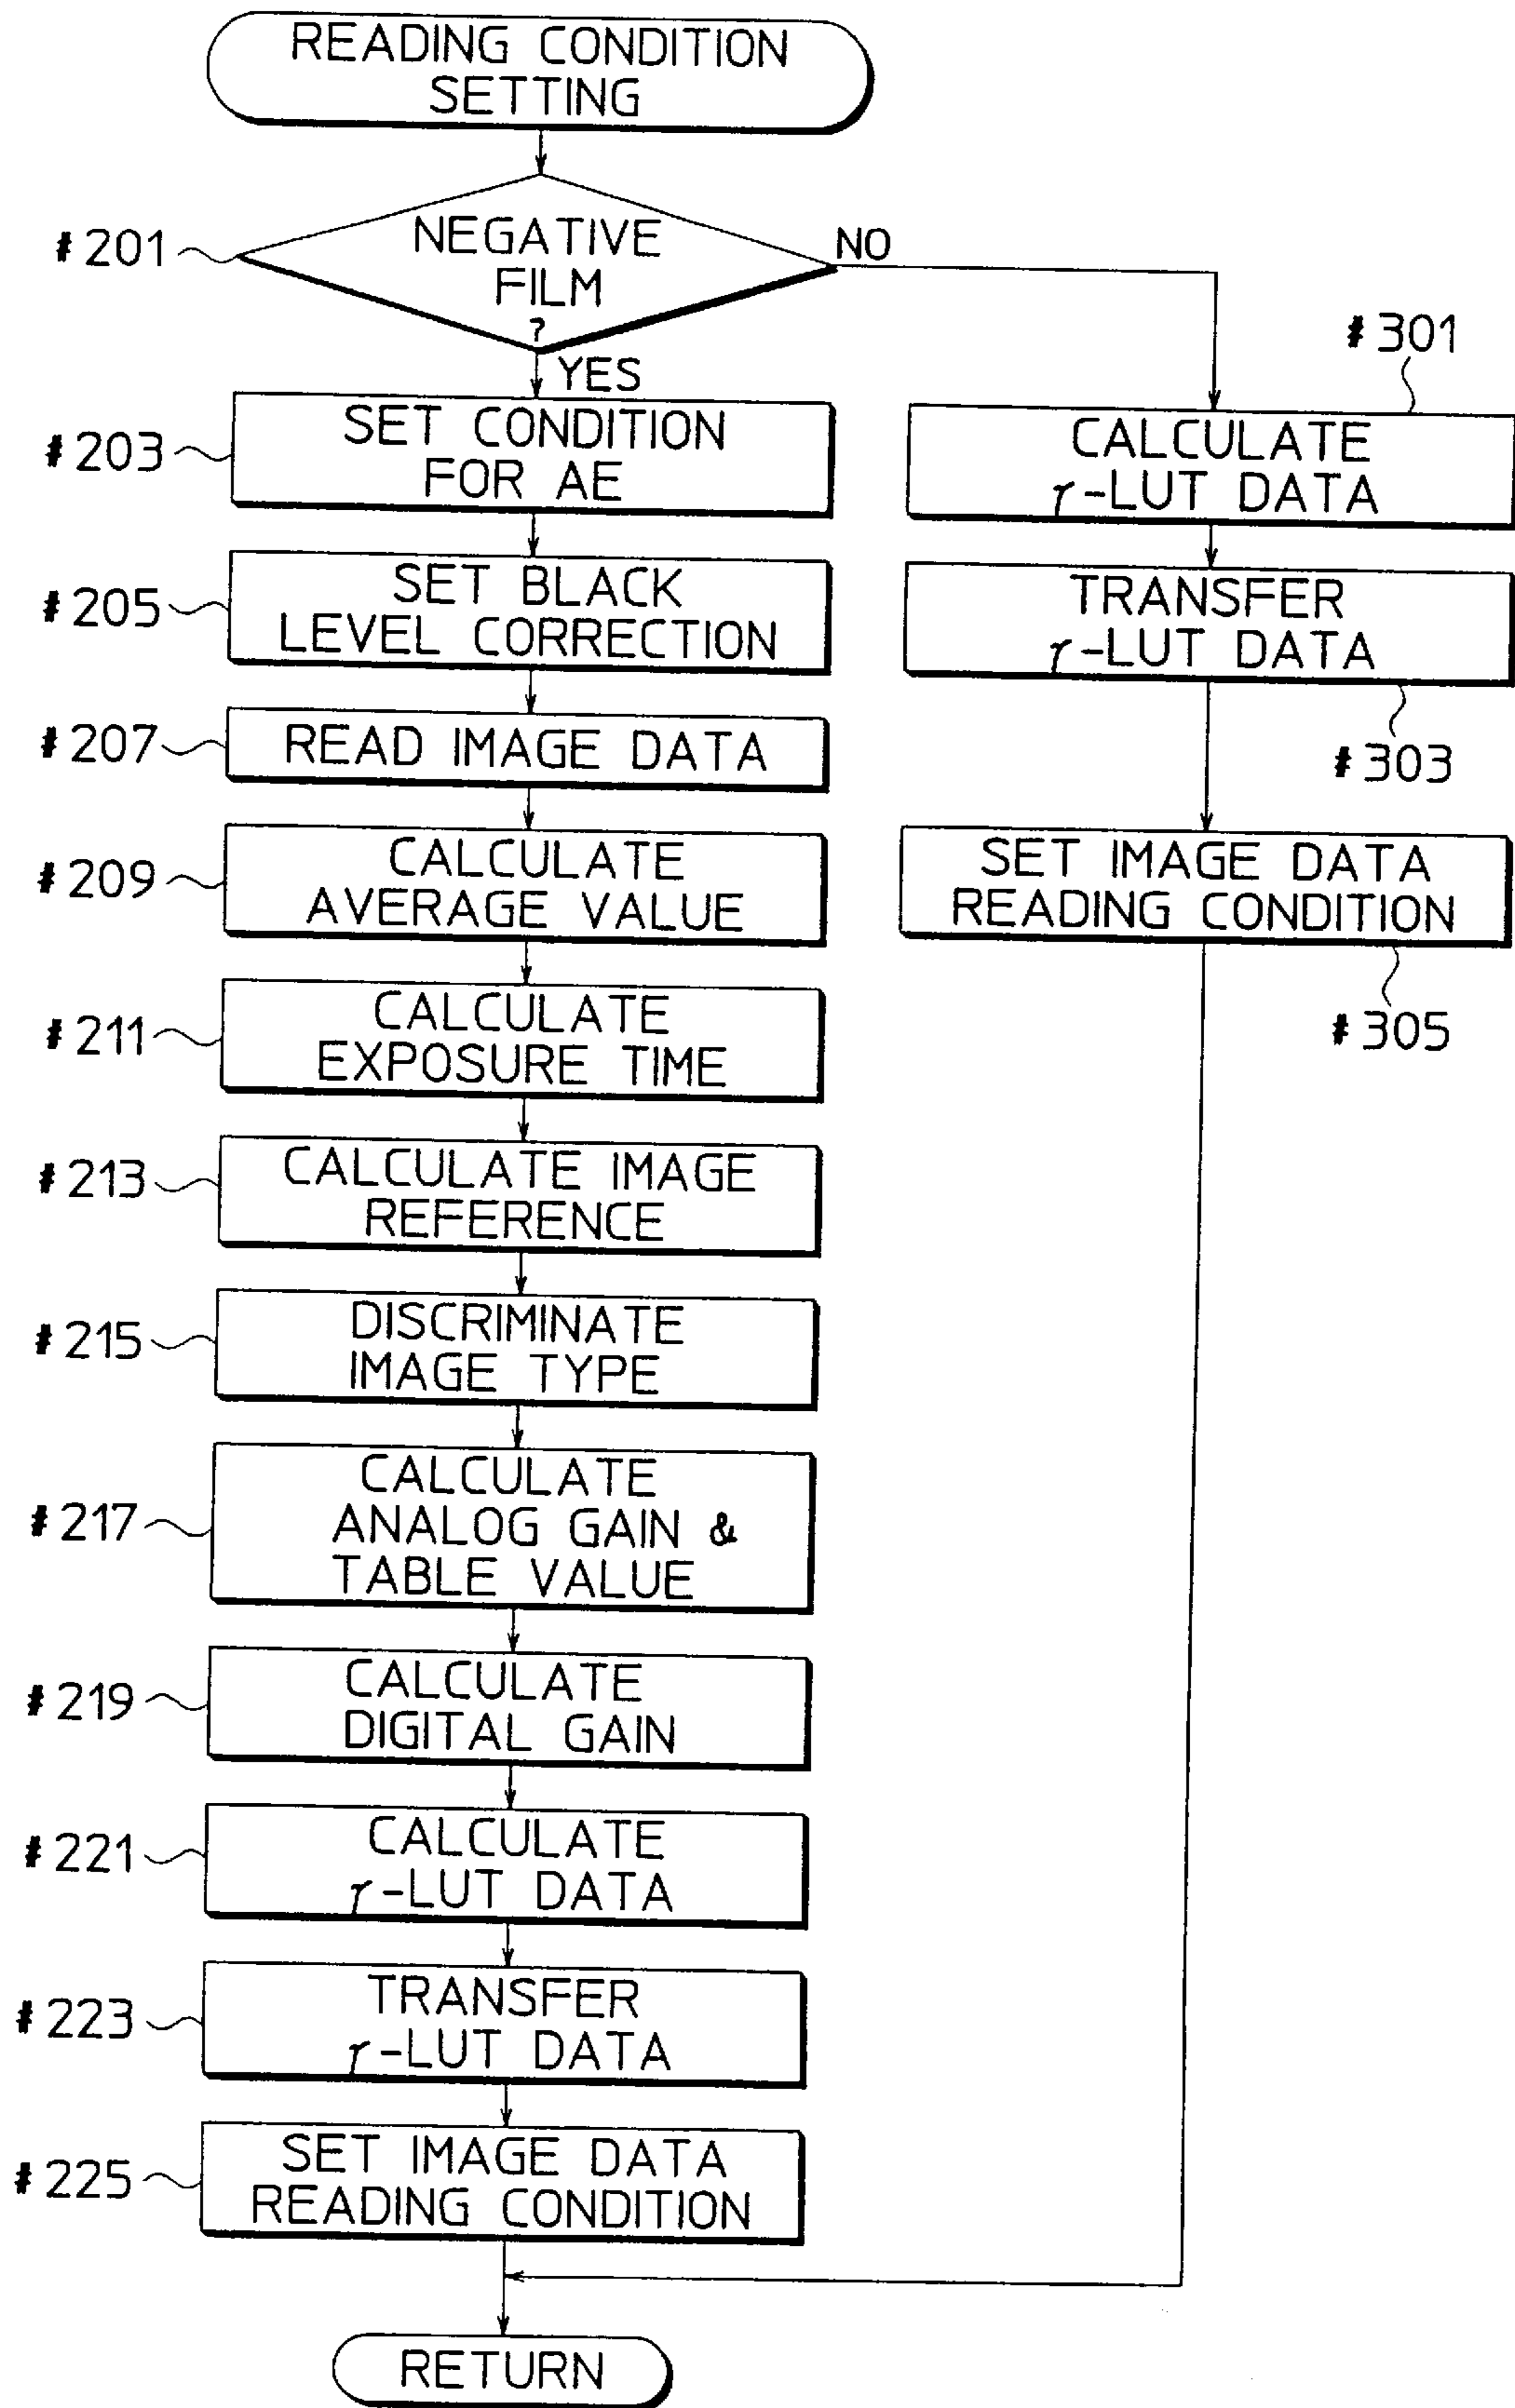 READING CONDITION
SETTING
#201
NEGATIVE
FILM
?
NO
YES
#203
SET CONDITION
FOR AE
#205
SET BLACK
LEVEL CORRECTION
#207
READ IMAGE DATA
#209
CALCULATE
AVERAGE VALUE
#211
CALCULATE
EXPOSURE TIME
#213
CALCULATE IMAGE
REFERENCE
#215
DISCRIMINATE
IMAGE TYPE
#217
CALCULATE
ANALOG GAIN &
TABLE VALUE
#219
CALCULATE
DIGITAL GAIN
#221
CALCULATE
γ-LUT DATA
#223
TRANSFER
γ-LUT DATA
#225
SET IMAGE DATA
READING CONDITION
#301
CALCULATE
γ-LUT DATA
TRANSFER
γ-LUT DATA
#303
SET IMAGE DATA
READING CONDITION
#305
RETURN